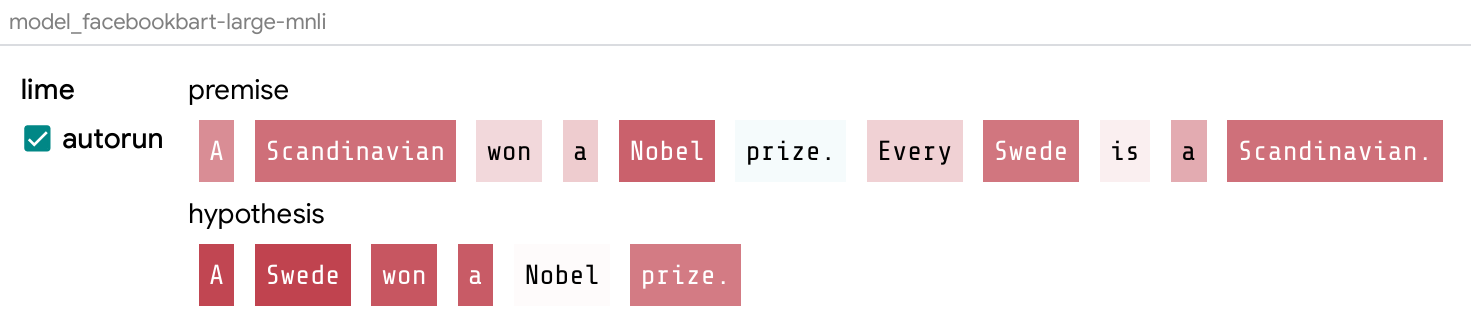 model_facebookbart-large-mnli
lime
premise
autorun
A Scandinavian won a Nobel prize. Every Swede is a Scandinavian.
hypothesis
A Swede won a Nobel prize.